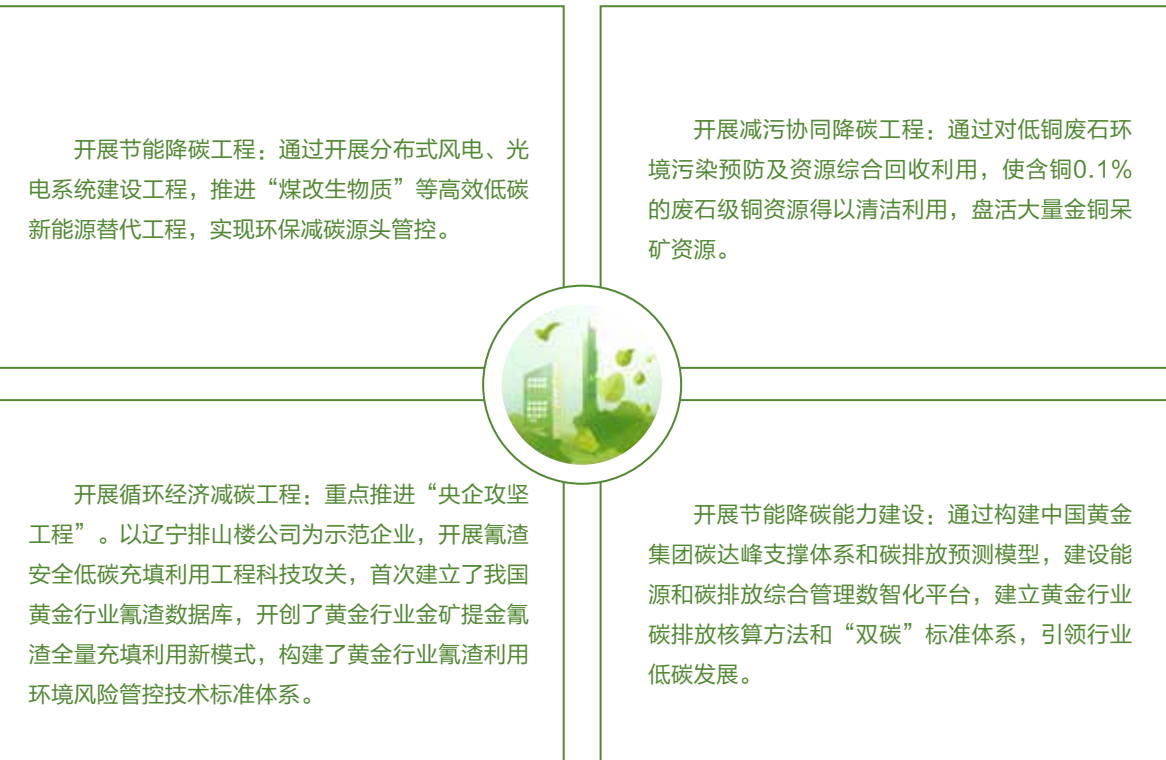 开展节能降碳工程：通过开展分布式风电、光
电系统建设工程，推进“煤改生物质”等高效低碳
新能源替代工程，实现环保减碳源头管控。
开展减污协同降碳工程：通过对低铜废石环
境污染预防及资源综合回收利用，使含铜0.1%
的废石级铜资源得以清洁利用，盘活大量金铜呆
矿资源。
开展循环经济减碳工程：重点推进“央企攻坚
工程”。以辽宁排山楼公司为示范企业，开展氰渣
安全低碳充填利用工程科技攻关，首次建立了我国
黄金行业氰渣数据库，开创了黄金行业金矿提金氰
渣全量充填利用新模式，构建了黄金行业氰渣利用
环境风险管控技术标准体系。
开展节能降碳能力建设：通过构建中国黄金
集团碳达峰支撑体系和碳排放预测模型，建设能
源和碳排放综合管理数智化平台，建立黄金行业
碳排放核算方法和“双碳”标准体系，引领行业
低碳发展。